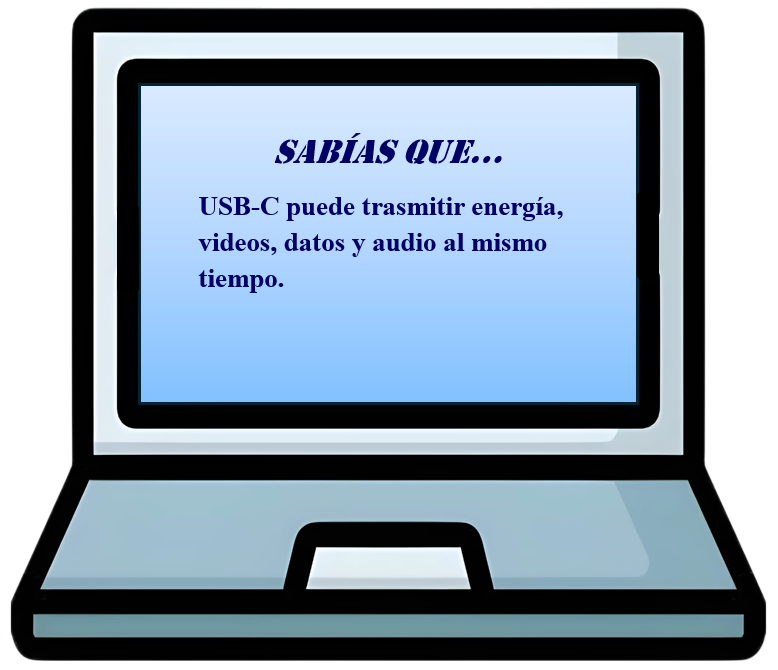 SABÍAS QUE...
USB-C puede trasmitir energía,
videos, datos y audio al mismo
tiempo.